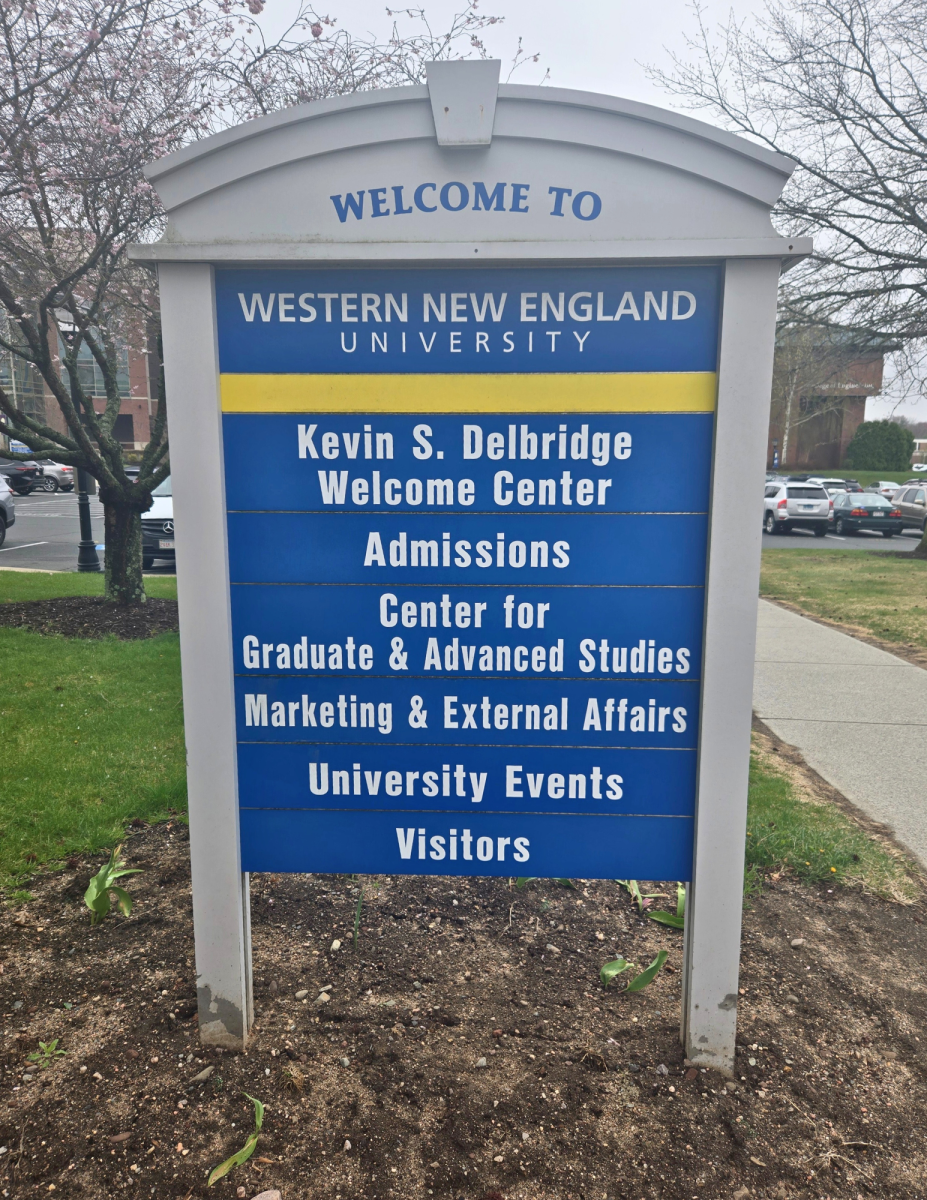 WELCOME TO
WESTERN NEW ENGLAND
UNIVERSITY
Kevin S. Delbridge
Welcome Center
Admissions
Center for
Graduate & Advanced Studies
Marketing & External Affairs
University Events
Visitors